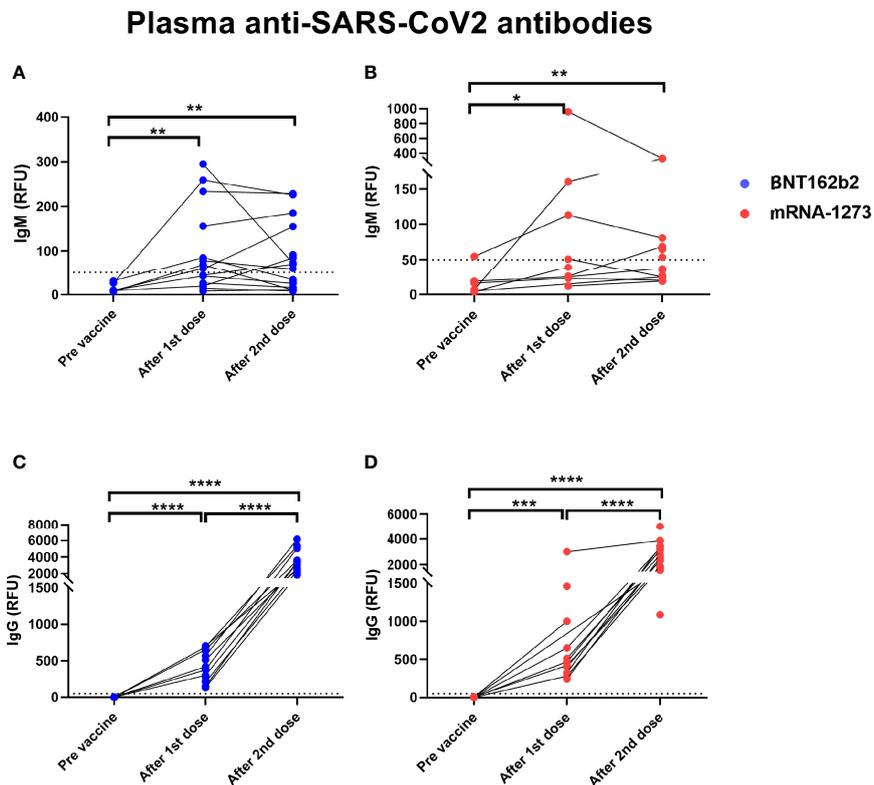 Plasma anti-SARS-CoV2 antibodies
A
**
**
IgM (RFU)
400
300
200
100
0
Pre vaccine
After 1st dose
After 2nd dose
B
**
*
IgM (RFU)
1000
800
600
400
150
100
50
0
Pre vaccine
After 1st dose
After 2nd dose
BNT162b2
mRNA-1273
C
****
****
****
IgG (RFU)
8000
6000
4000
2000
1500
1000
500
0
Pre vaccine
After 1st dose
After 2nd dose
D
****
***
****
IgG (RFU)
6000
4000
2000
1500
1000
500
0
Pre vaccine
After 1st dose
After 2nd dose